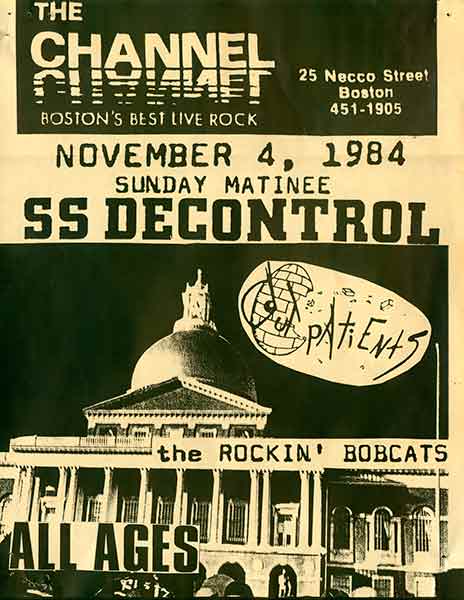 THE
CHANNEL
BOSTON'S BEST LIVE ROCK
25 Necco Street
Boston
451-1905
NOVEMBER 4, 1984
SUNDAY MATINEE
SS DECONTROL
Out
PATiENTS
the ROCKIN' BOBCATS
ALL AGES